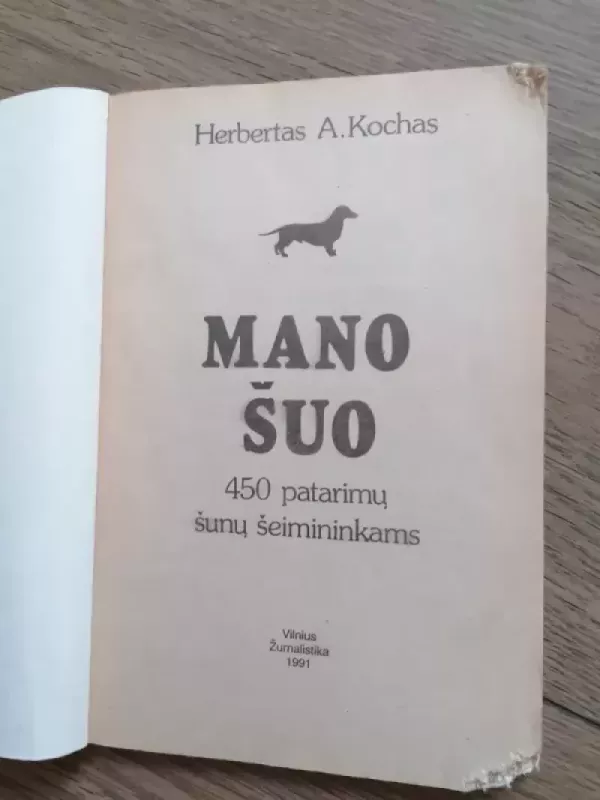 Herbertas A. Kochas
MANO
ŠUO
450 patarimų
šunų šeimininkams
Vilnius
Žurnalistika
1991